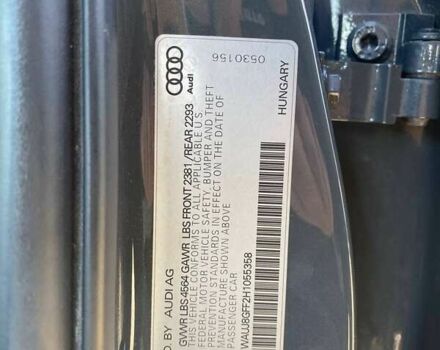 Audi
0530156
D. BY AUDI AG
HUNGARY
GVWR LBS 4564 GAWR LBS FRONT 2381 / REAR 2293
THIS VEHICLE CONFORMS TO ALL APPLICABLE U.S
FEDERAL MOTOR VEHICLE SAFETY, BUMPER AND THEFT
PREVENTION STANDARDS IN EFFECT ON THE DATE OF
MANUFACTURE SHOWN ABOVE
PASSENGER CAR
WAUJ8GFF2H1055358